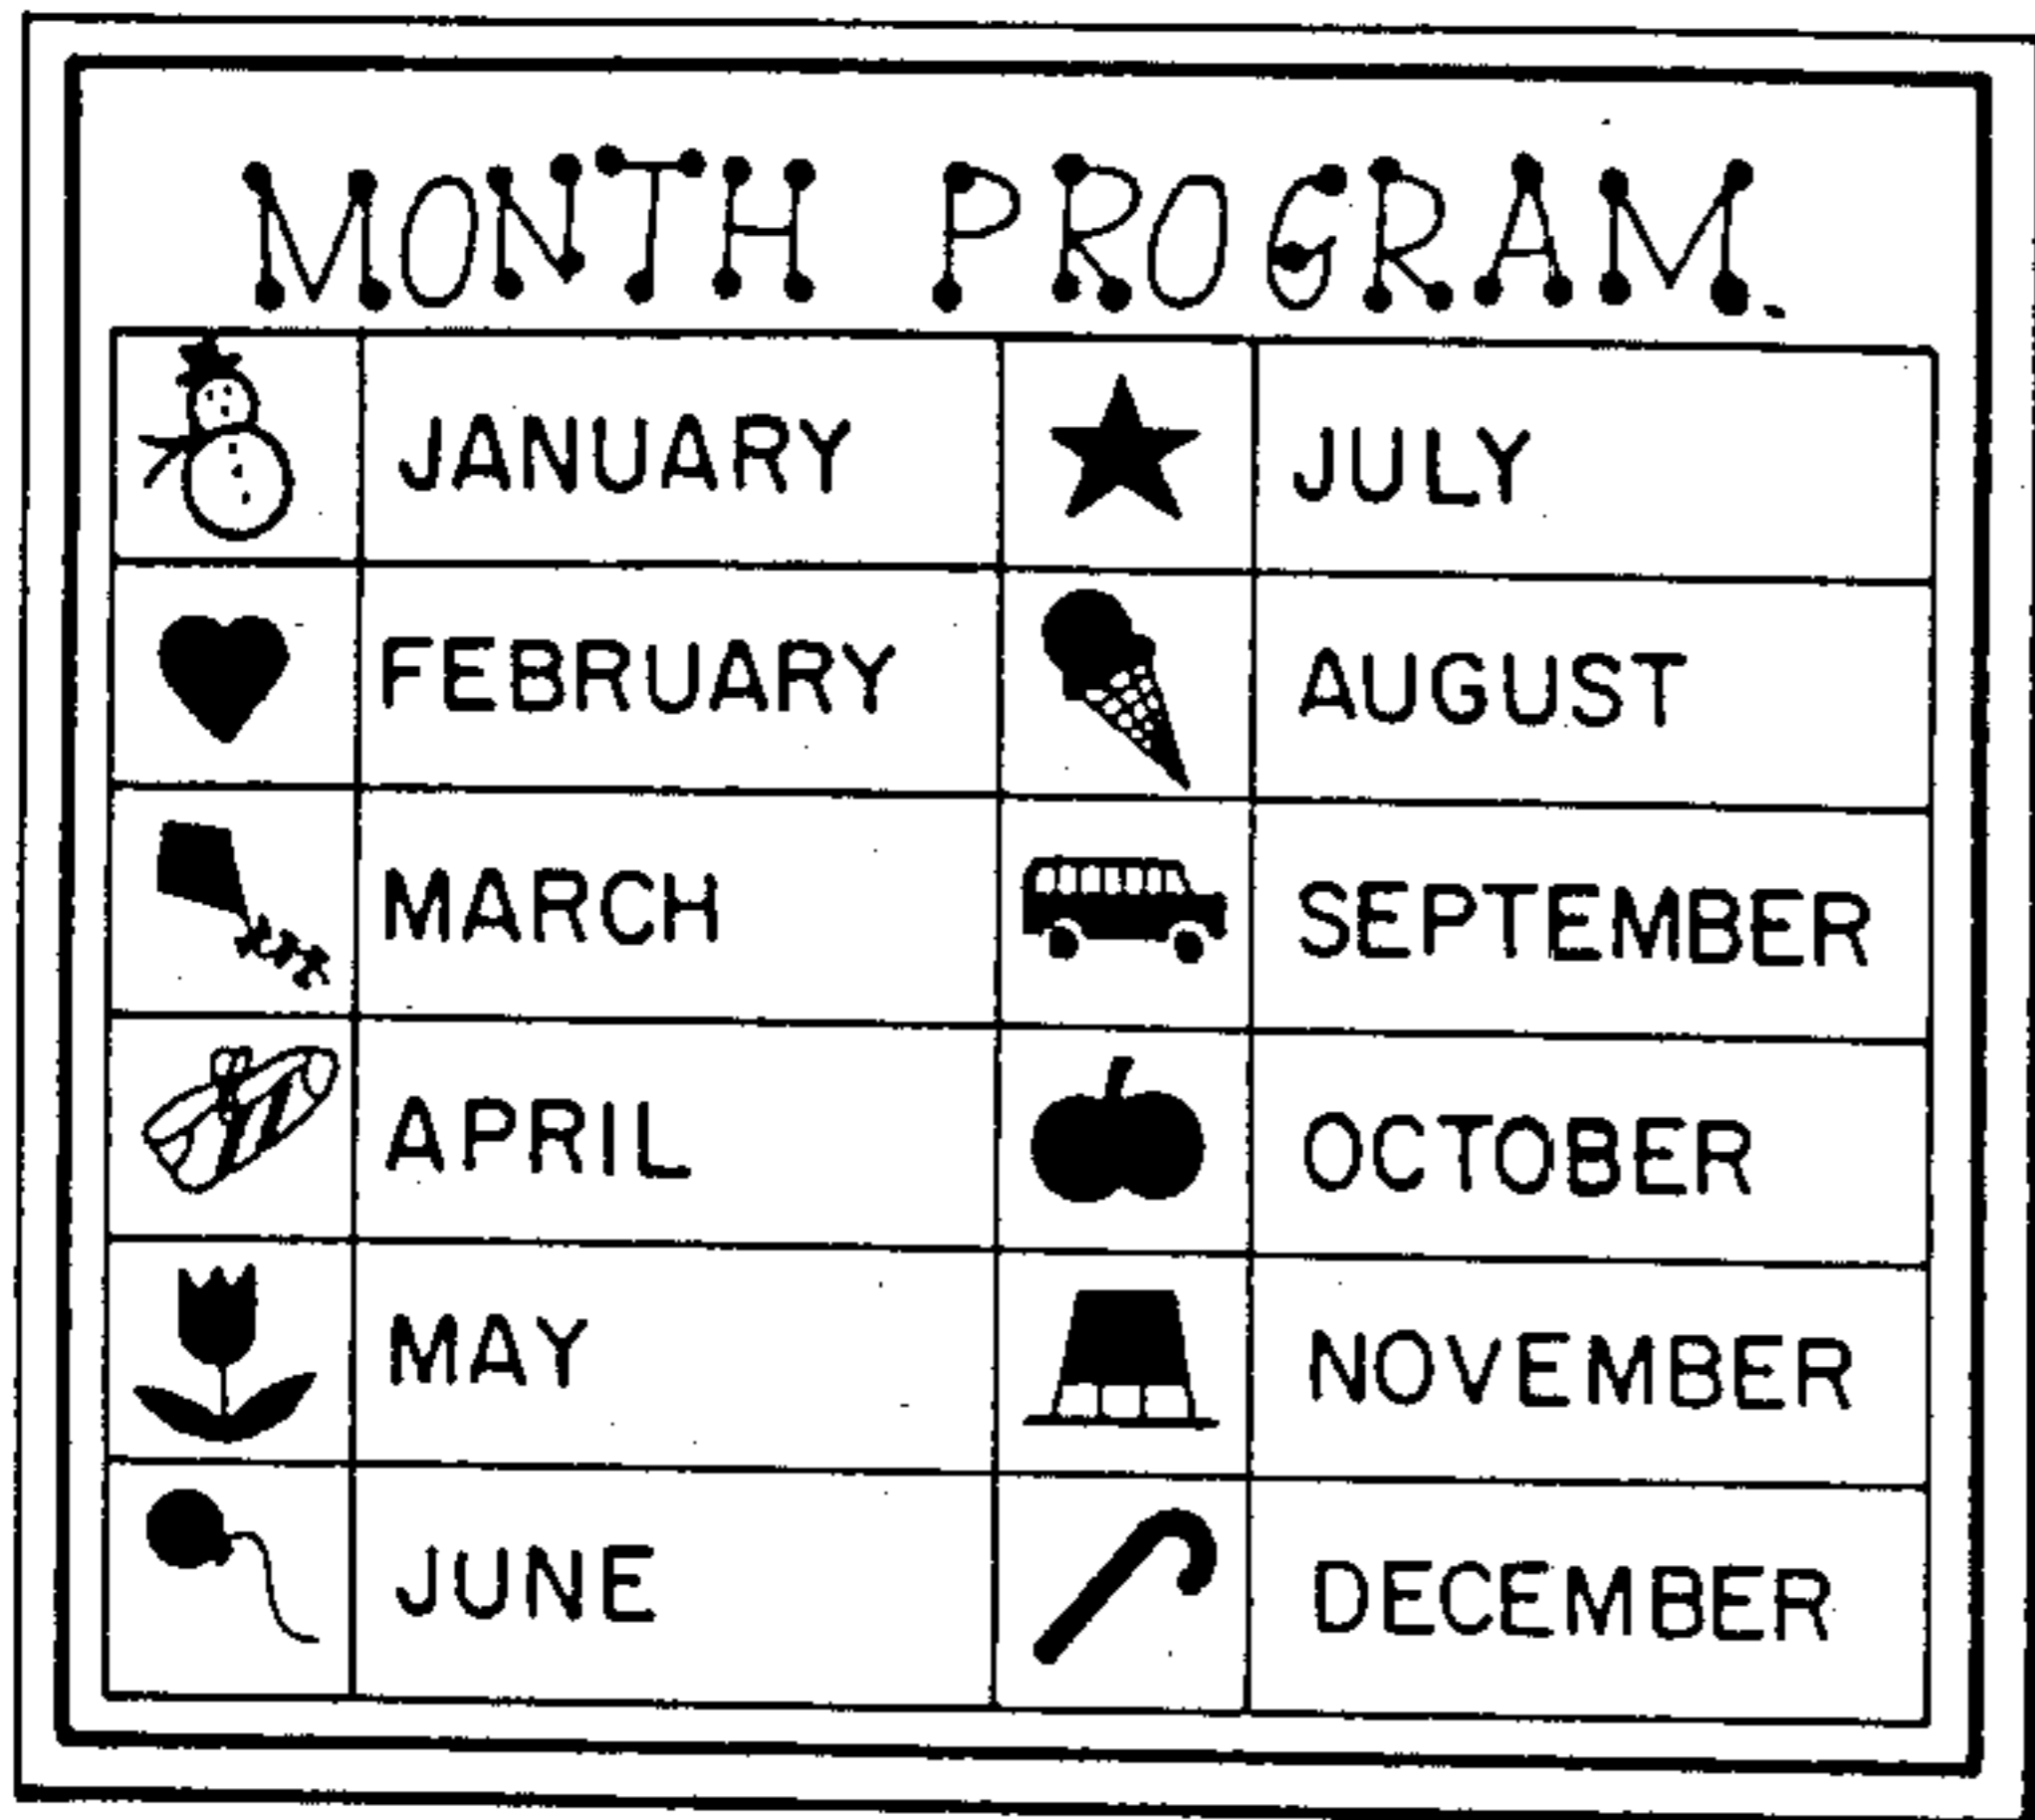 MONTH PROGRAM.
JANUARY
JULY
FEBRUARY
AUGUST
MARCH
SEPTEMBER
APRIL
OCTOBER
MAY
NOVEMBER
JUNE
DECEMBER